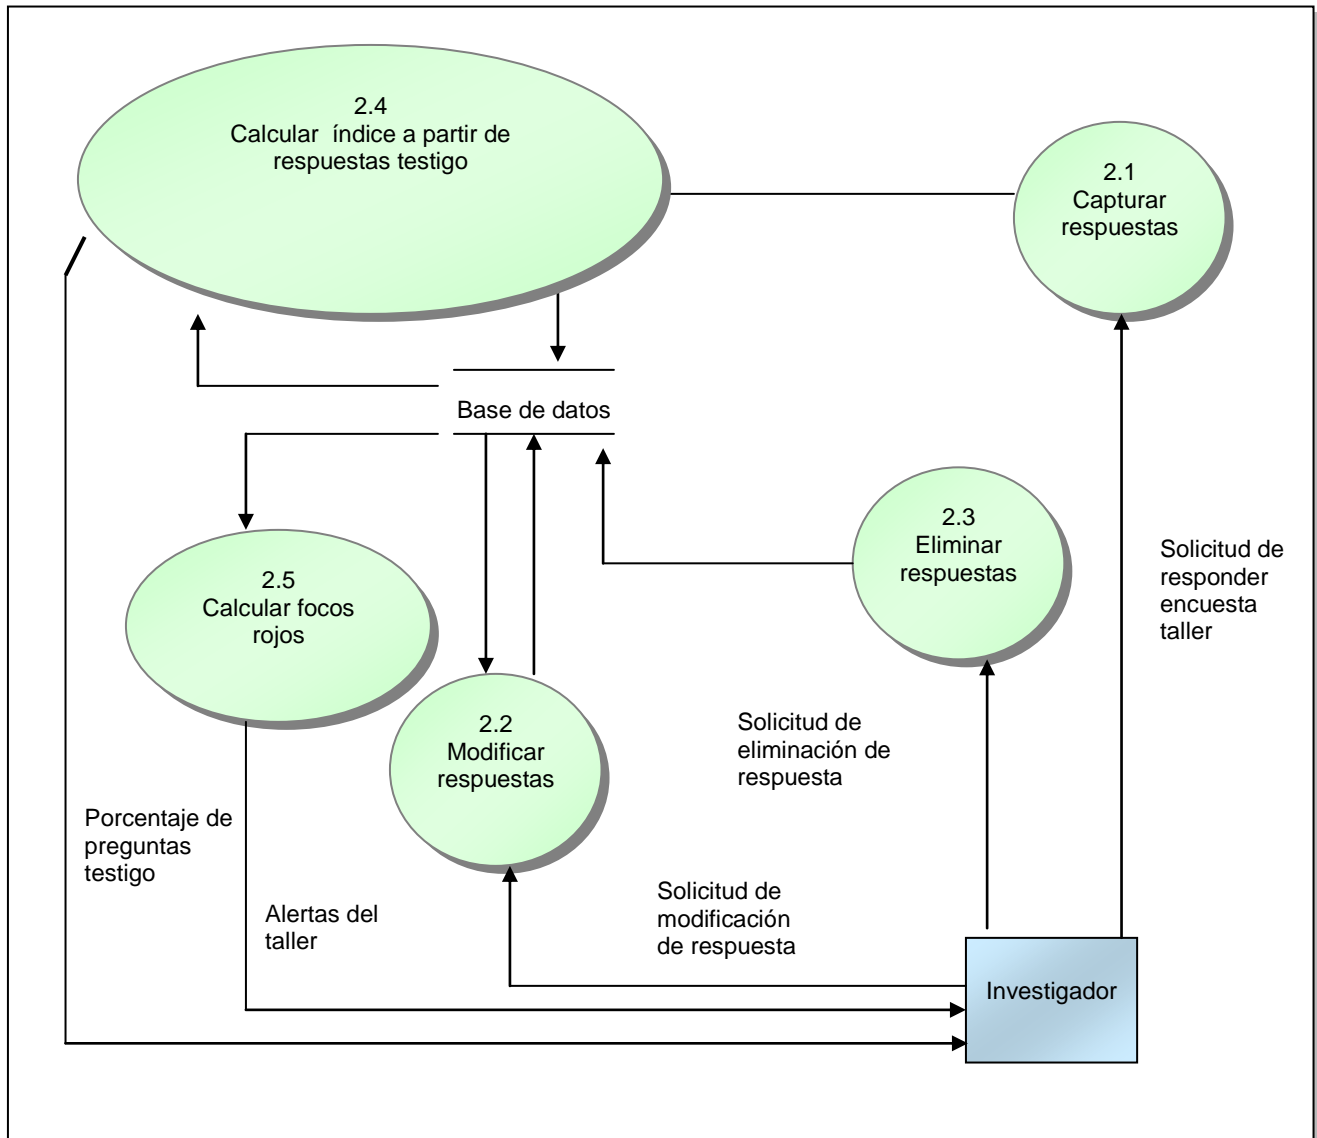 2.4
Calcular índice a partir de
respuestas testigo
2.1
Capturar
respuestas
Base de datos
2.3
Eliminar
respuestas
Solicitud de
responder
encuesta
taller
2.5
Calcular focos
rojos
2.2
Modificar
respuestas
Solicitud de
eliminación de
respuesta
Porcentaje de
preguntas
testigo
Alertas del
taller
Solicitud de
modificación
de respuesta
Investigador